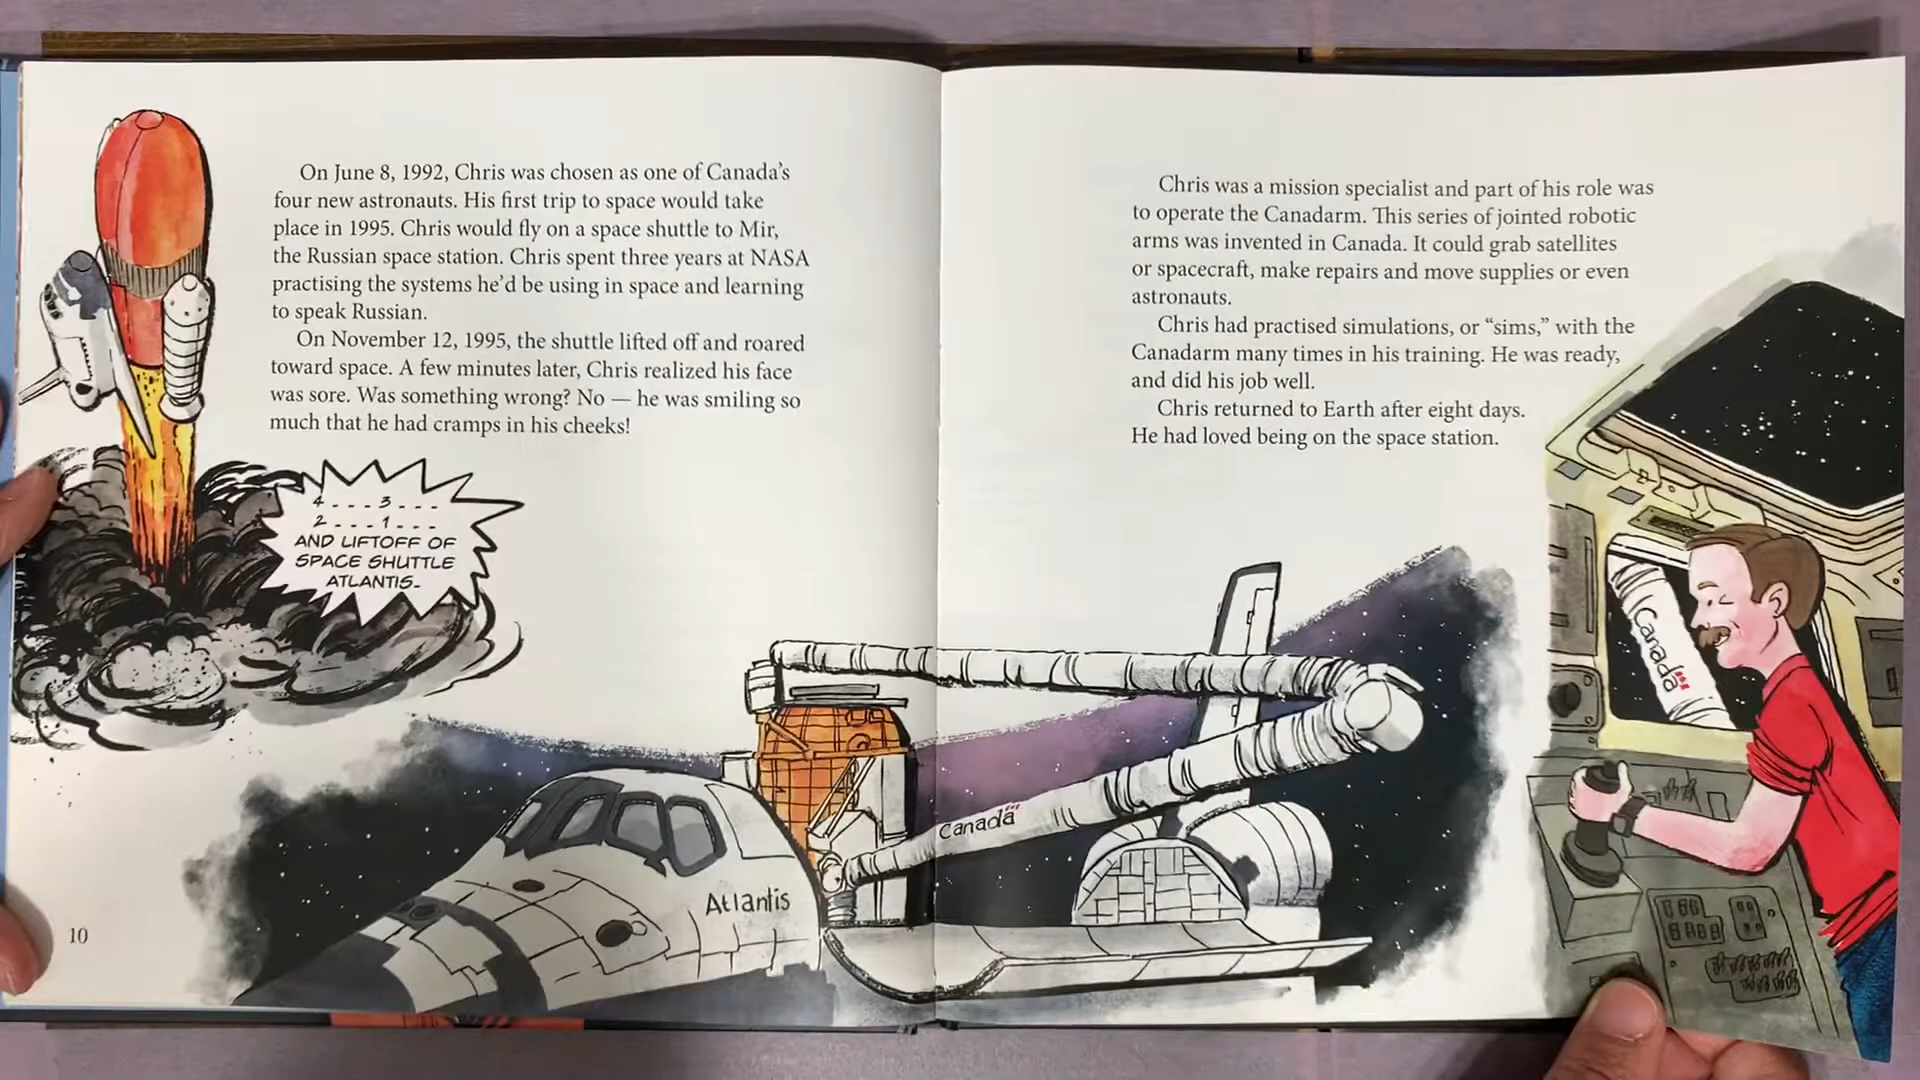 On June 8, 1992, Chris was chosen as one of Canada’s
four new astronauts. His first trip to space would take
place in 1995. Chris would fly on a space shuttle to Mir,
the Russian space station. Chris spent three years at NASA
practising the systems he’d be using in space and learning
to speak Russian.
On November 12, 1995, the shuttle lifted off and roared
toward space. A few minutes later, Chris realized his face
was sore. Was something wrong? No — he was smiling so
much that he had cramps in his cheeks!
4 - - - 3 - - -
2 - - - 1 - - -
AND LIFTOFF OF
SPACE SHUTTLE
ATLANTIS-
Atlantis
Canada
10
Chris was a mission specialist and part of his role was
to operate the Canadarm. This series of jointed robotic
arms was invented in Canada. It could grab satellites
or spacecraft, make repairs and move supplies or even
astronauts.
Chris had practised simulations, or “sims,” with the
Canadarm many times in his training. He was ready,
and did his job well.
Chris returned to Earth after eight days.
He had loved being on the space station.
Canada